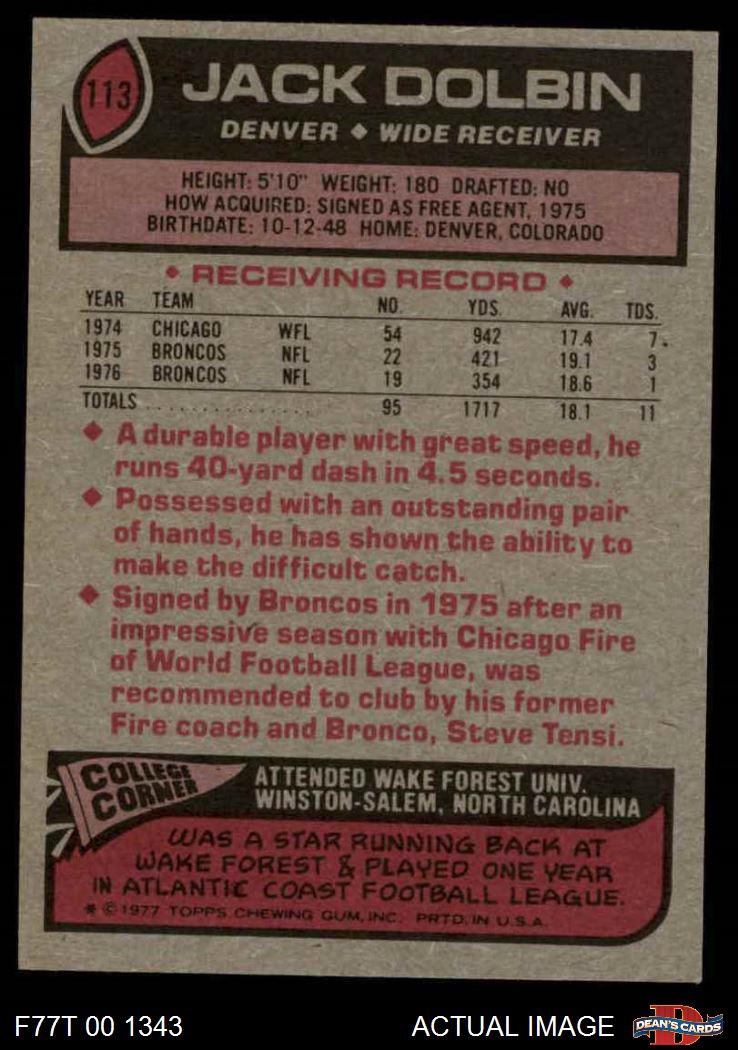 113
JACK DOLBIN
DENVER ◆ WIDE RECEIVER
HEIGHT: 5'10" WEIGHT: 180 DRAFTED: NO
HOW ACQUIRED: SIGNED AS FREE AGENT, 1975
BIRTHDATE: 10-12-48 HOME: DENVER, COLORADO
◆ RECEIVING RECORD ◆
YEAR TEAM NO. YDS. AVG. TDS.
1974 CHICAGO WFL 54 942 17.4 7
1975 BRONCOS NFL 22 421 19.1 3
1976 BRONCOS NFL 19 354 18.6 1
TOTALS . . . . . . . . . . . . . . . . 95 1717 18.1 11
◆ A durable player with great speed, he
runs 40-yard dash in 4.5 seconds.
◆ Possessed with an outstanding pair
of hands, he has shown the ability to
make the difficult catch.
◆ Signed by Broncos in 1975 after an
impressive season with Chicago Fire
of World Football League, was
recommended to club by his former
Fire coach and Bronco, Steve Tensi.
COLLEGE
CORNER
ATTENDED WAKE FOREST UNIV.
WINSTON-SALEM, NORTH CAROLINA
WAS A STAR RUNNING BACK AT
WAKE FOREST & PLAYED ONE YEAR
IN ATLANTIC COAST FOOTBALL LEAGUE.
* © 1977 TOPPS CHEWING GUM, INC. PRTD. IN U.S.A.
F77T 00 1343 ACTUAL IMAGE
D
DEAN'S CARDS